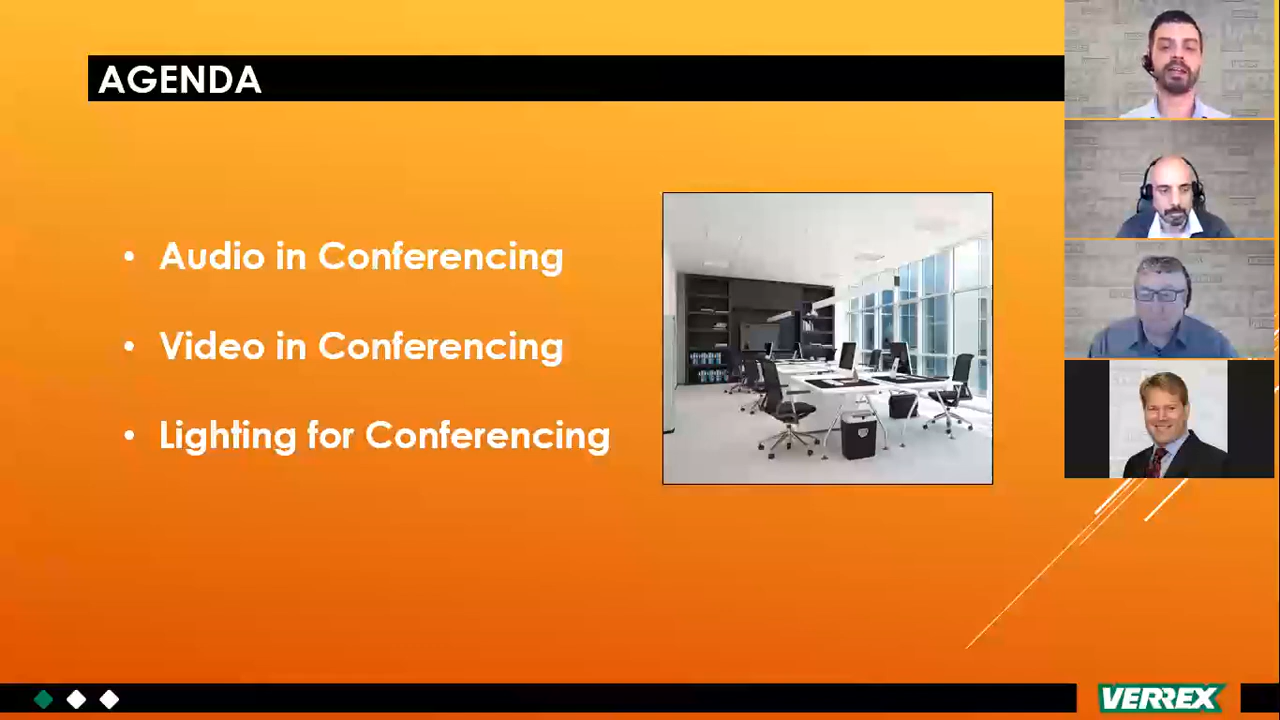 AGENDA
• Audio in Conferencing
• Video in Conferencing
• Lighting for Conferencing
VERREX